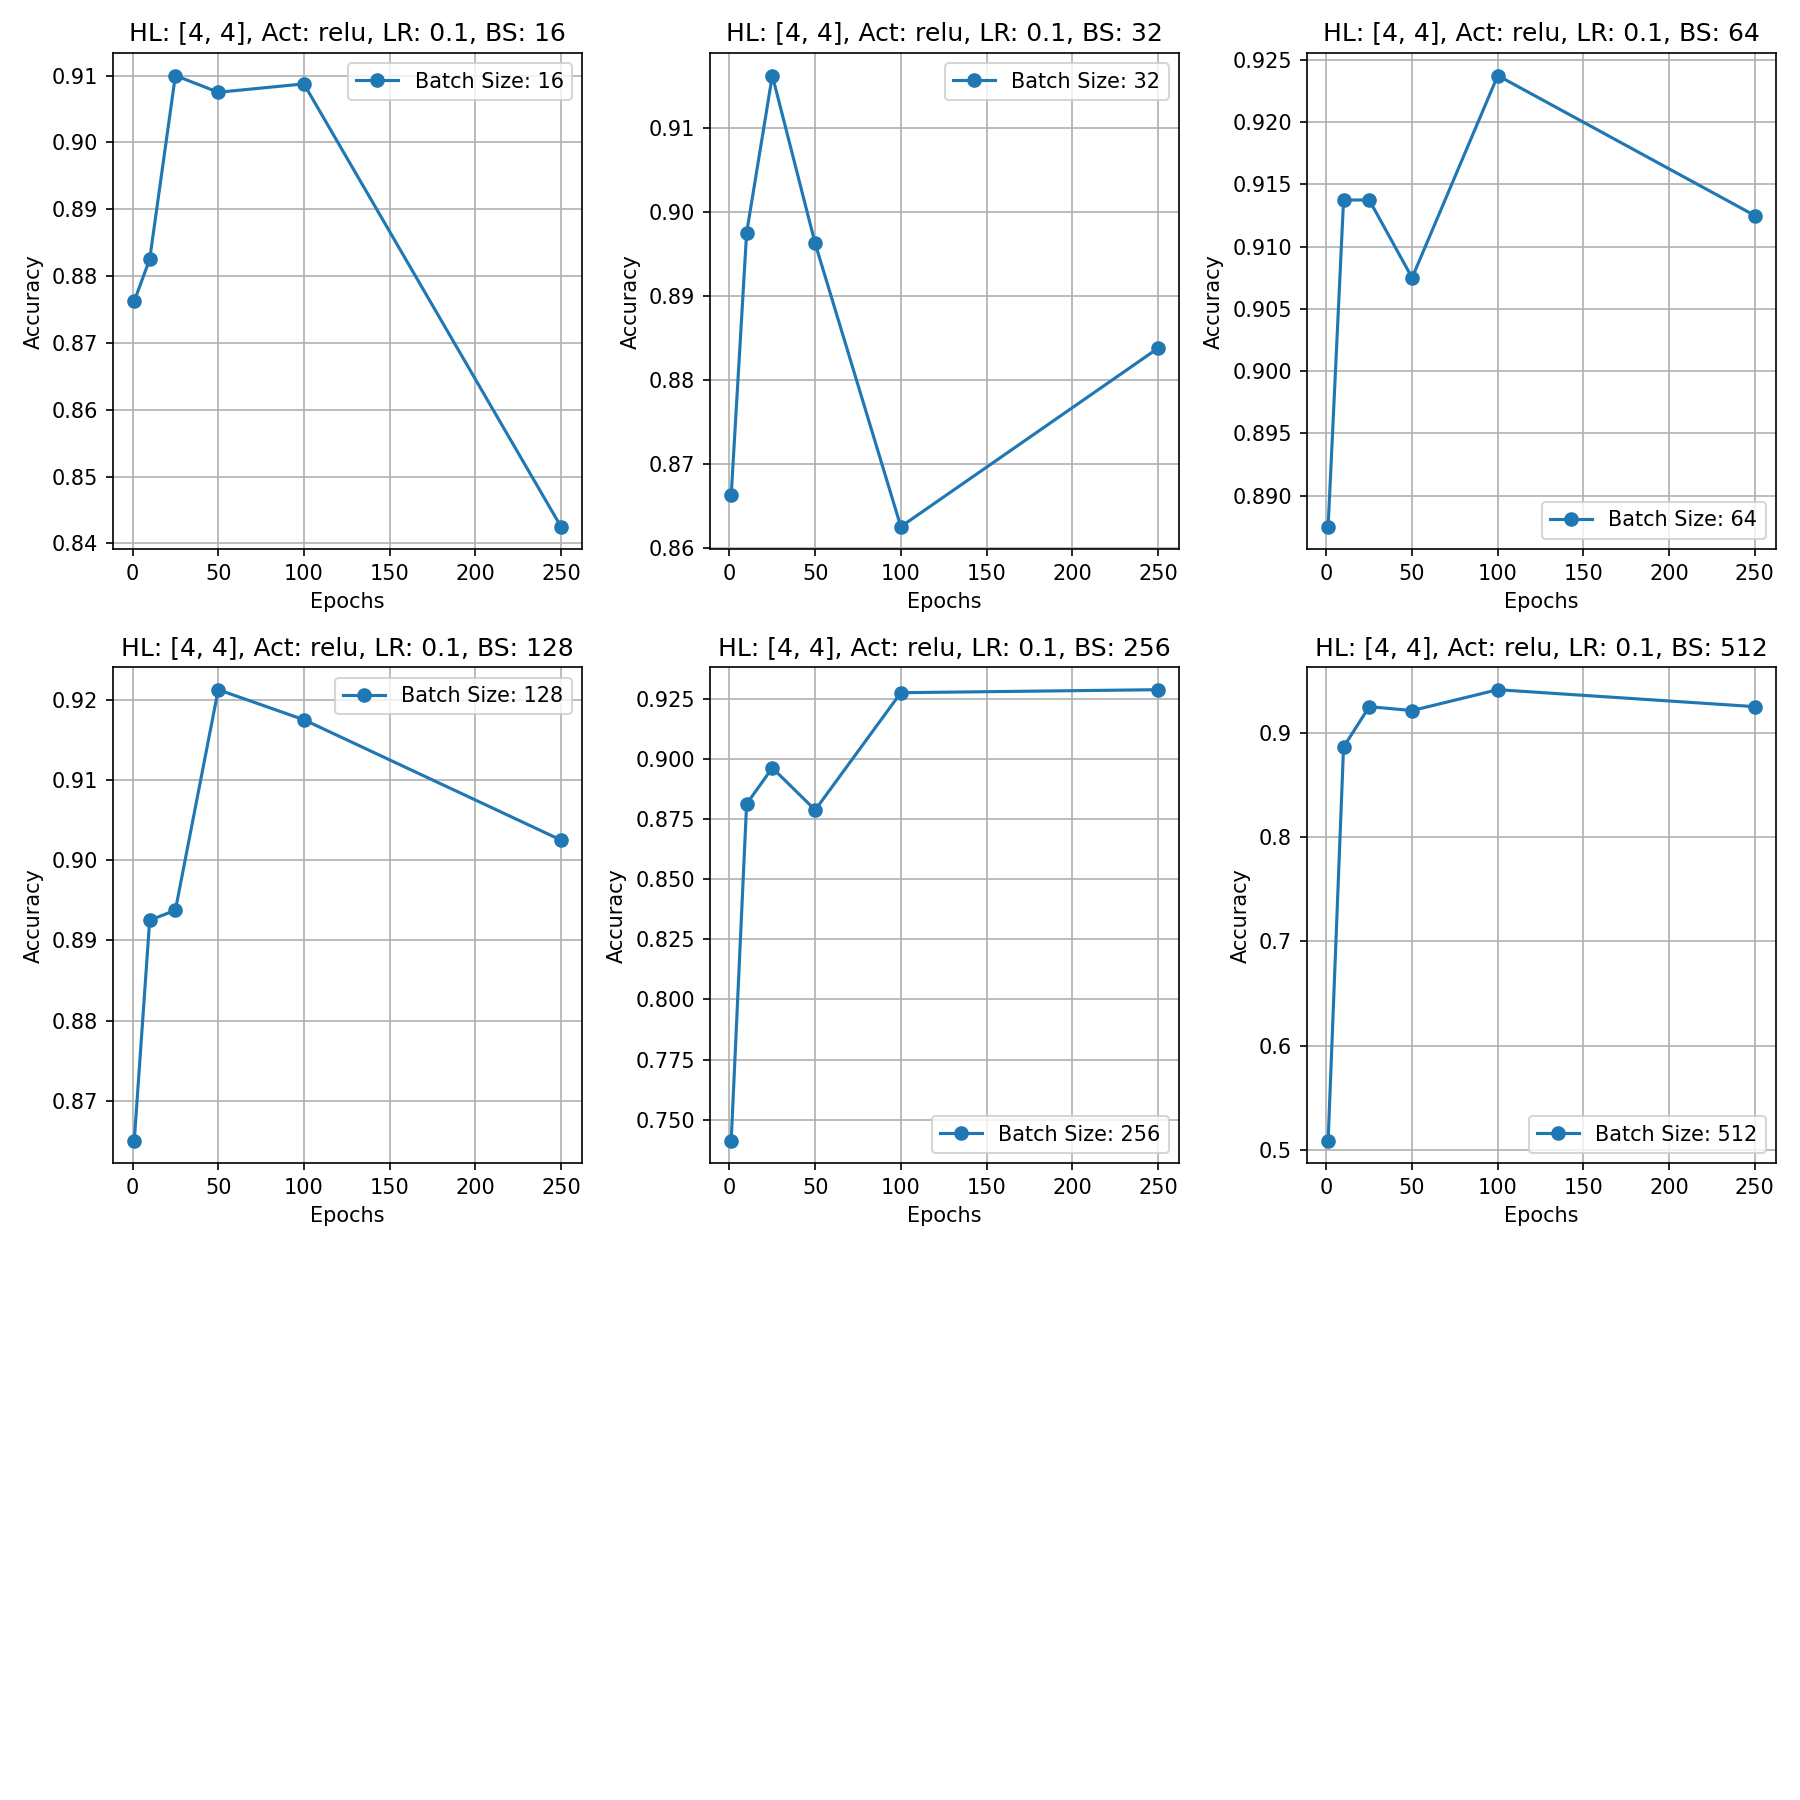 HL: [4, 4], Act: relu, LR: 0.1, BS: 16
Batch Size: 16
Accuracy
0.91
0.90
0.89
0.88
0.87
0.86
0.85
0.84
0 50 100 150 200 250
Epochs
HL: [4, 4], Act: relu, LR: 0.1, BS: 32
Batch Size: 32
Accuracy
0.91
0.90
0.89
0.88
0.87
0.86
0 50 100 150 200 250
Epochs
HL: [4, 4], Act: relu, LR: 0.1, BS: 64
Accuracy
0.925
0.920
0.915
0.910
0.905
0.900
0.895
0.890
Batch Size: 64
0 50 100 150 200 250
Epochs
HL: [4, 4], Act: relu, LR: 0.1, BS: 128
Batch Size: 128
Accuracy
0.92
0.91
0.90
0.89
0.88
0.87
0 50 100 150 200 250
Epochs
HL: [4, 4], Act: relu, LR: 0.1, BS: 256
Accuracy
0.925
0.900
0.875
0.850
0.825
0.800
0.775
0.750
Batch Size: 256
0 50 100 150 200 250
Epochs
HL: [4, 4], Act: relu, LR: 0.1, BS: 512
Accuracy
0.9
0.8
0.7
0.6
0.5
Batch Size: 512
0 50 100 150 200 250
Epochs